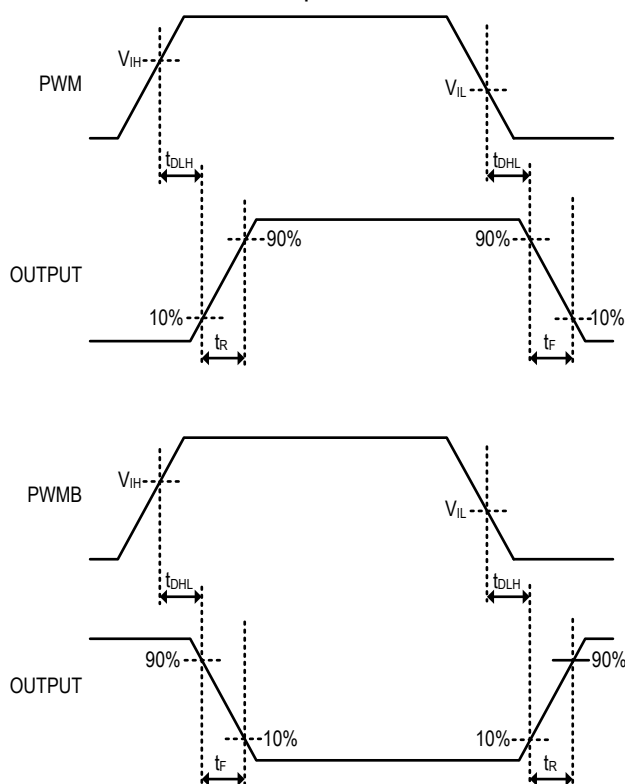 VIH
PWM
VIL
tDLH
tDHL
90%
90%
OUTPUT
10%
10%
tR
tF
VIH
PWMB
VIL
tDHL
tDLH
90%
90%
OUTPUT
10%
10%
tF
tR